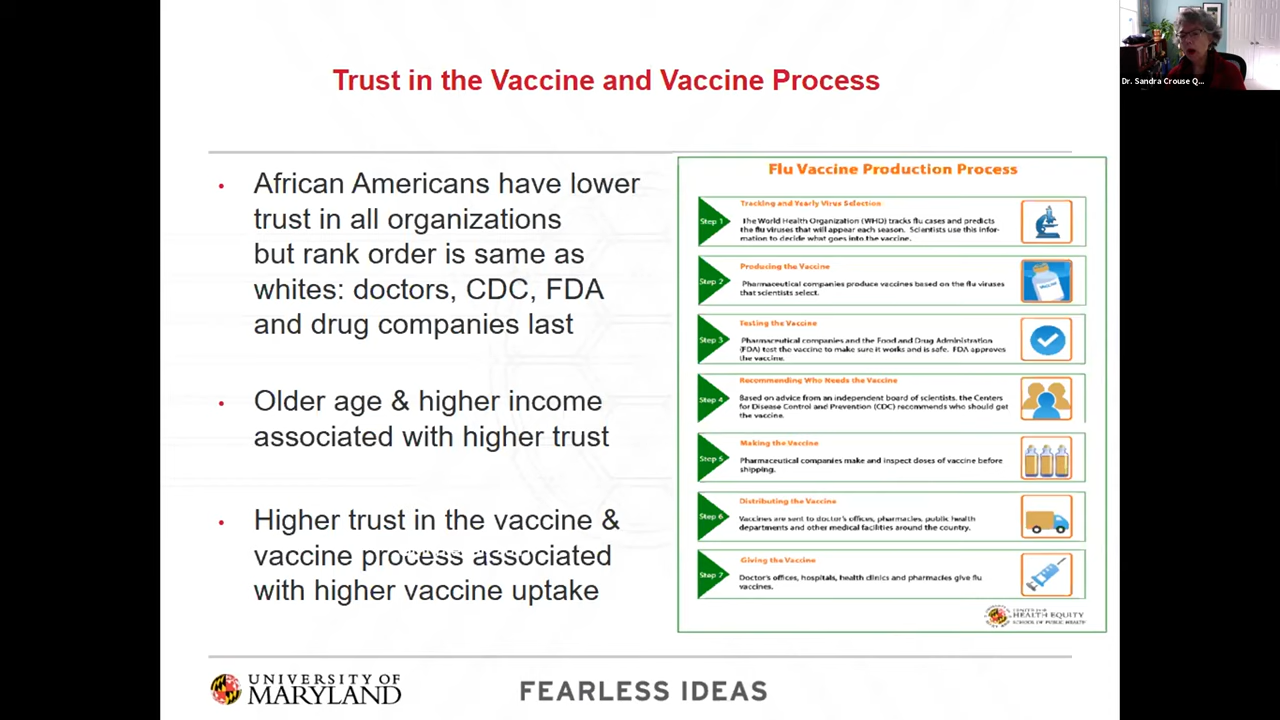 Trust in the Vaccine and Vaccine Process
Dr. Sandra Crouse Q...
• African Americans have lower
trust in all organizations
but rank order is same as
whites: doctors, CDC, FDA
and drug companies last
• Older age & higher income
associated with higher trust
• Higher trust in the vaccine &
vaccine process associated
with higher vaccine uptake
Flu Vaccine Production Process
Step 1
Tracking and Yearly Virus Selection
The World Health Organization (WHO) tracks flu cases and predicts
the flu viruses that will appear each season. Scientists use this infor-
mation to decide what goes into the vaccine.
Step 2
Producing the Vaccine
Pharmaceutical companies produce vaccines based on the flu viruses
that scientists select.
VACCINE
Step 3
Testing the Vaccine
Pharmaceutical companies and the Food and Drug Administration
(FDA) test the vaccine to make sure it works and is safe. FDA approves
the vaccine.
Step 4
Recommending Who Needs the Vaccine
Based on advice from an independent board of scientists, the Centers
for Disease Control and Prevention (CDC) recommends who should get
the vaccine.
Step 5
Making the Vaccine
Pharmaceutical companies make and inspect doses of vaccine before
shipping.
Step 6
Distributing the Vaccine
Vaccines are sent to doctor's offices, pharmacies, public health
departments and other medical facilities around the country.
Step 7
Giving the Vaccine
Doctor's offices, hospitals, health clinics and pharmacies give flu
vaccines.
CENTER FOR
HEALTH EQUITY
SCHOOL OF PUBLIC HEALTH
UNIVERSITY OF
MARYLAND
FEARLESS IDEAS